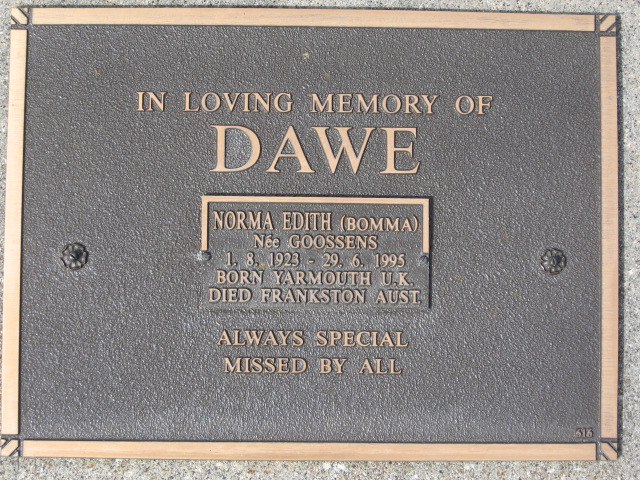 IN LOVING MEMORY OF
DAWE
NORMA EDITH (BOMMA)
Née GOOSSENS
1. 8. 1923 - 29. 6. 1995
BORN YARMOUTH U.K.
DIED FRANKSTON AUST.
ALWAYS SPECIAL
MISSED BY ALL
313